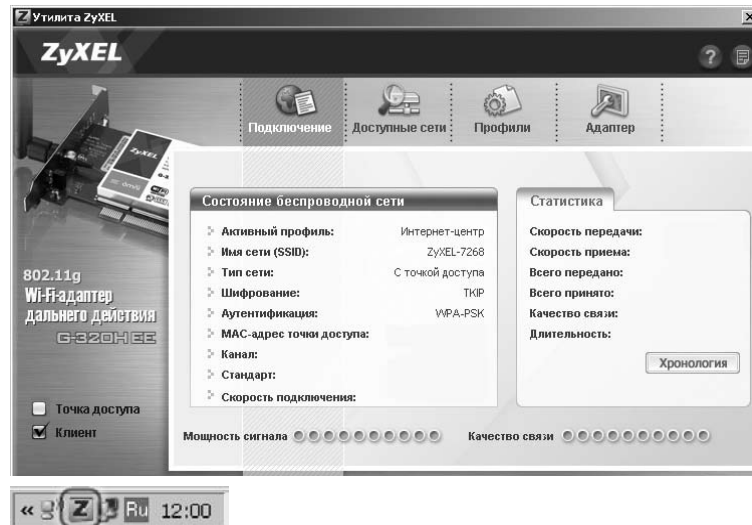 Утилита ZyXEL
ZyXEL
Подключение
Доступные сети
Профили
Адаптер
802.11g
Wi-Fi-адаптер
дальнего действия
G-320H EE
Точка доступа
Клиент
Состояние беспроводной сети
Активный профиль: Интернет-центр
Имя сети (SSID): ZyXEL-7268
Тип сети: С точкой доступа
Шифрование: TKIP
Аутентификация: WPA-PSK
MAC-адрес точки доступа:
Канал:
Стандарт:
Скорость подключения:
Статистика
Скорость передачи:
Скорость приема:
Всего передано:
Всего принято:
Качество связи:
Длительность:
Хронология
Мощность сигнала
Качество связи
« Z Ru 12:00